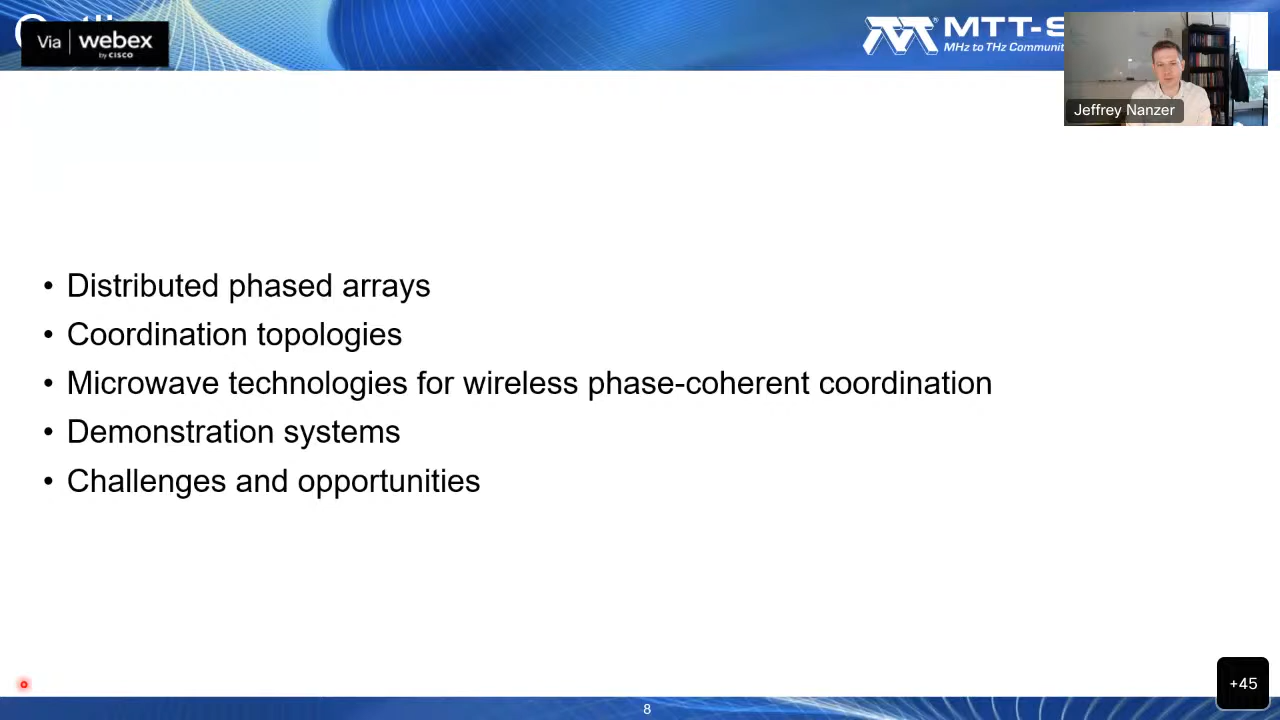 Via webex
by CISCO
MTT-S
MHz to THz Communit
Jeffrey Nanzer
• Distributed phased arrays
• Coordination topologies
• Microwave technologies for wireless phase-coherent coordination
• Demonstration systems
• Challenges and opportunities
+45
8